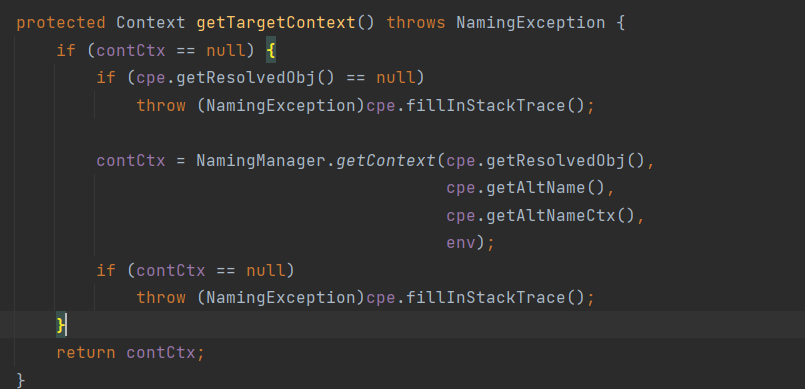 protected Context getTargetContext() throws NamingException {
    if (contCtx == null) {
        if (cpe.getResolvedObj() == null)
            throw (NamingException)cpe.fillInStackTrace();

        contCtx = NamingManager.getContext(cpe.getResolvedObj(),
                                           cpe.getAltName(),
                                           cpe.getAltNameCtx(),
                                           env);
        if (contCtx == null)
            throw (NamingException)cpe.fillInStackTrace();
    }
    return contCtx;
}